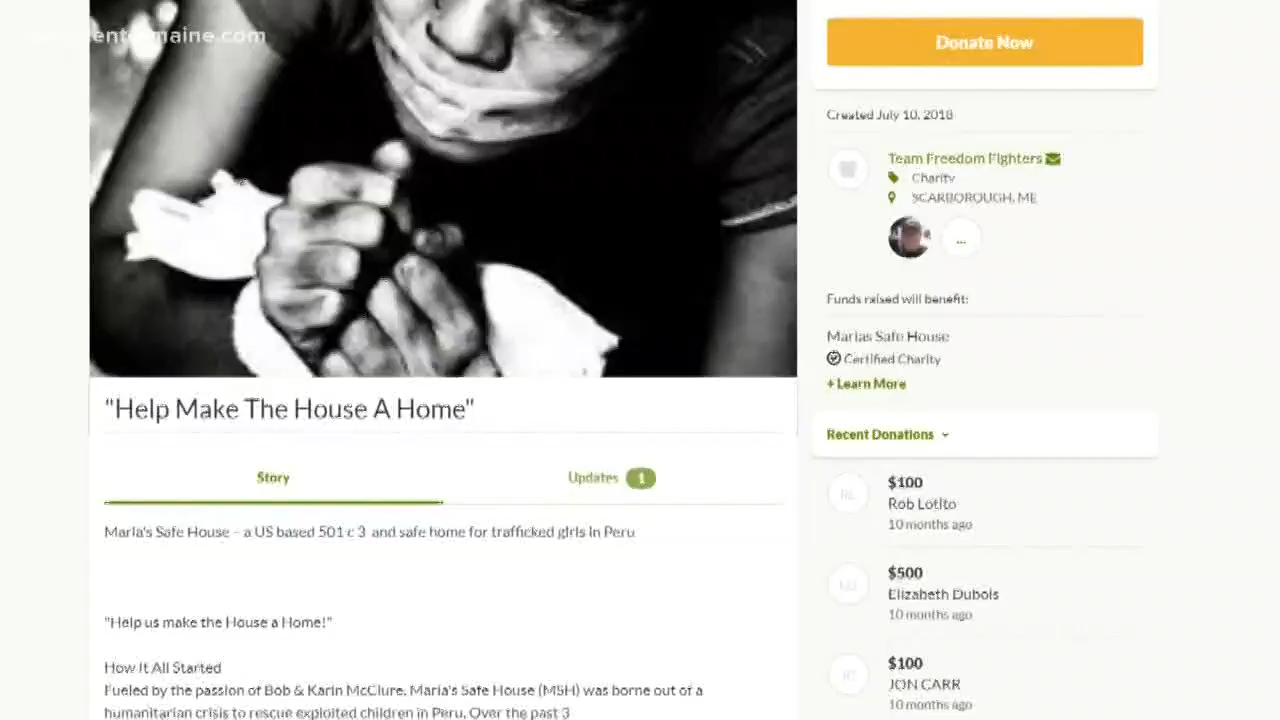 Donate Now
Created July 10, 2018
Team Freedom Fighters
Charity
SCARBOROUGH, ME
...
Funds raised will benefit:
Marias Safe House
Certified Charity
+ Learn More
Recent Donations
$100
Rob Lotito
10 months ago
$500
Elizabeth Dubois
10 months ago
$100
JON CARR
10 months ago
"Help Make The House A Home"
Story
Updates 1
Maria's Safe House – a US based 501 c 3 and safe home for trafficked girls in Peru
"Help us make the House a Home!"
How It All Started
Fueled by the passion of Bob & Karin McClure, Maria's Safe House (MSH) was borne out of a
humanitarian crisis to rescue exploited children in Peru. Over the past 3